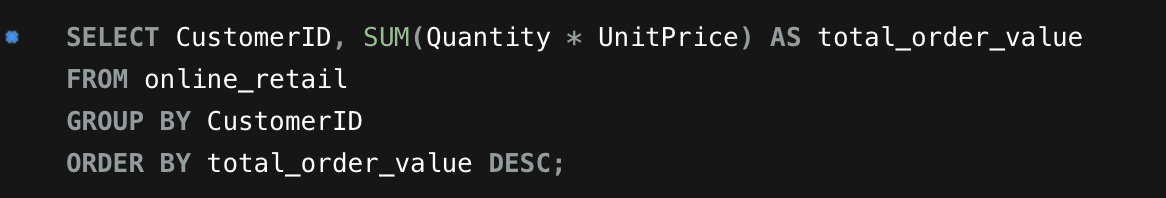 SELECT CustomerID, SUM(Quantity * UnitPrice) AS total_order_value
FROM online_retail
GROUP BY CustomerID
ORDER BY total_order_value DESC;